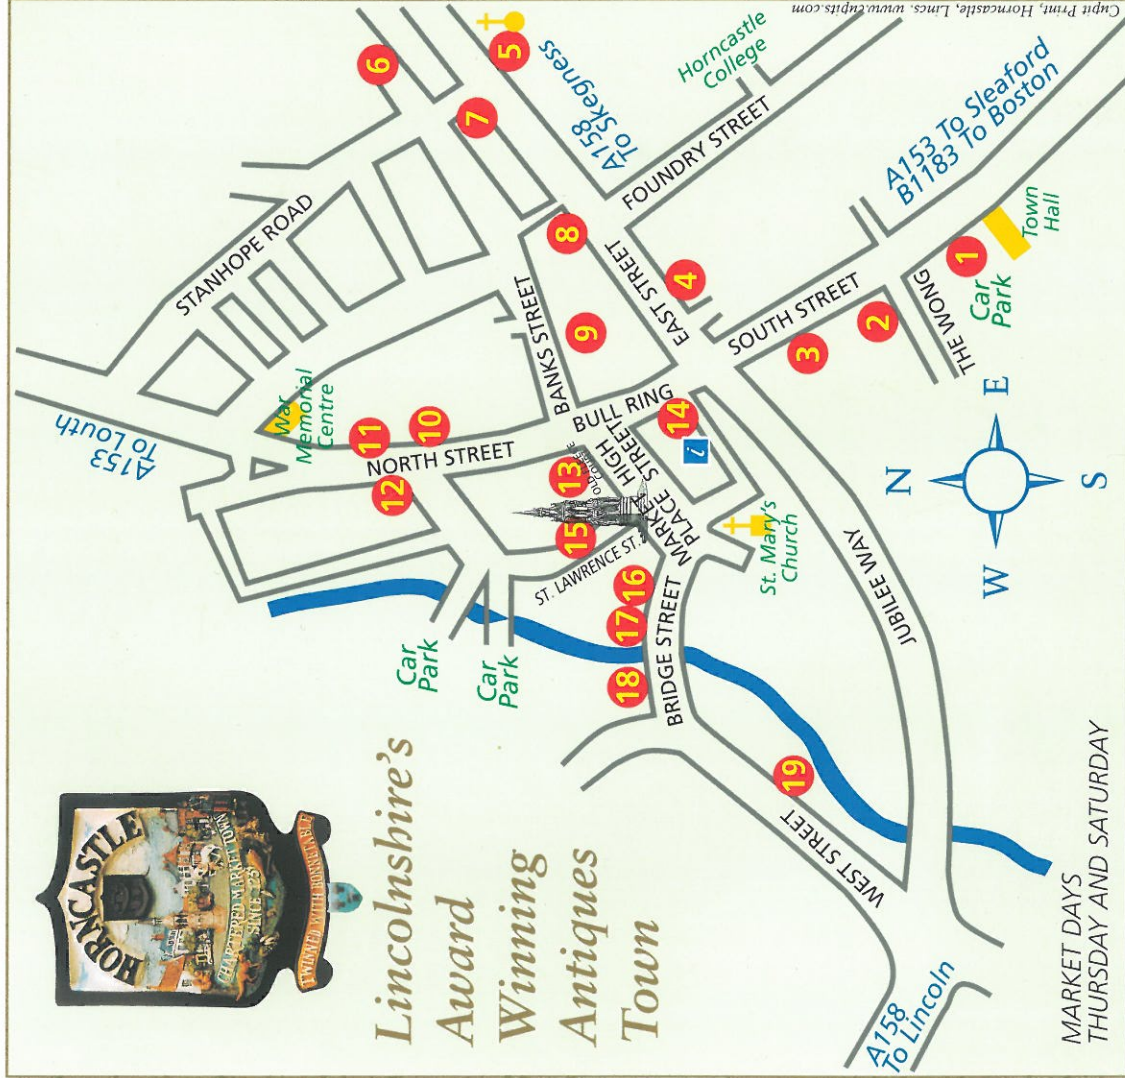 HORNCASTLE
CHARTERED MARKET TOWN
SINCE
TWINNED WITH BONNETABLE
Lincolnshire's
Award
Winning
Antiques
Town
MARKET DAYS
THURSDAY AND SATURDAY
A158
To Lincoln
WEST STREET
19
18
17
16
BRIDGE STREET
Car
Park
Car
Park
ST. LAWRENCE ST.
15
13
MARKET
PLACE
HIGH
STREET
St. Mary's
Church
i
14
BULL RING
JUBILEE WAY
N
W
E
S
12
11
10
NORTH STREET
War
Memorial
Centre
A153
To Louth
STANHOPE ROAD
BANKS STREET
9
8
EAST STREET
4
SOUTH STREET
3
2
THE WONG
1
Car
Park
Town
Hall
A153 To Sleaford
B1183 To Boston
FOUNDRY STREET
Horncastle
College
A158
To Skegness
5
7
6
Cupit Print, Horncastle, Lincs. www.cupits.com